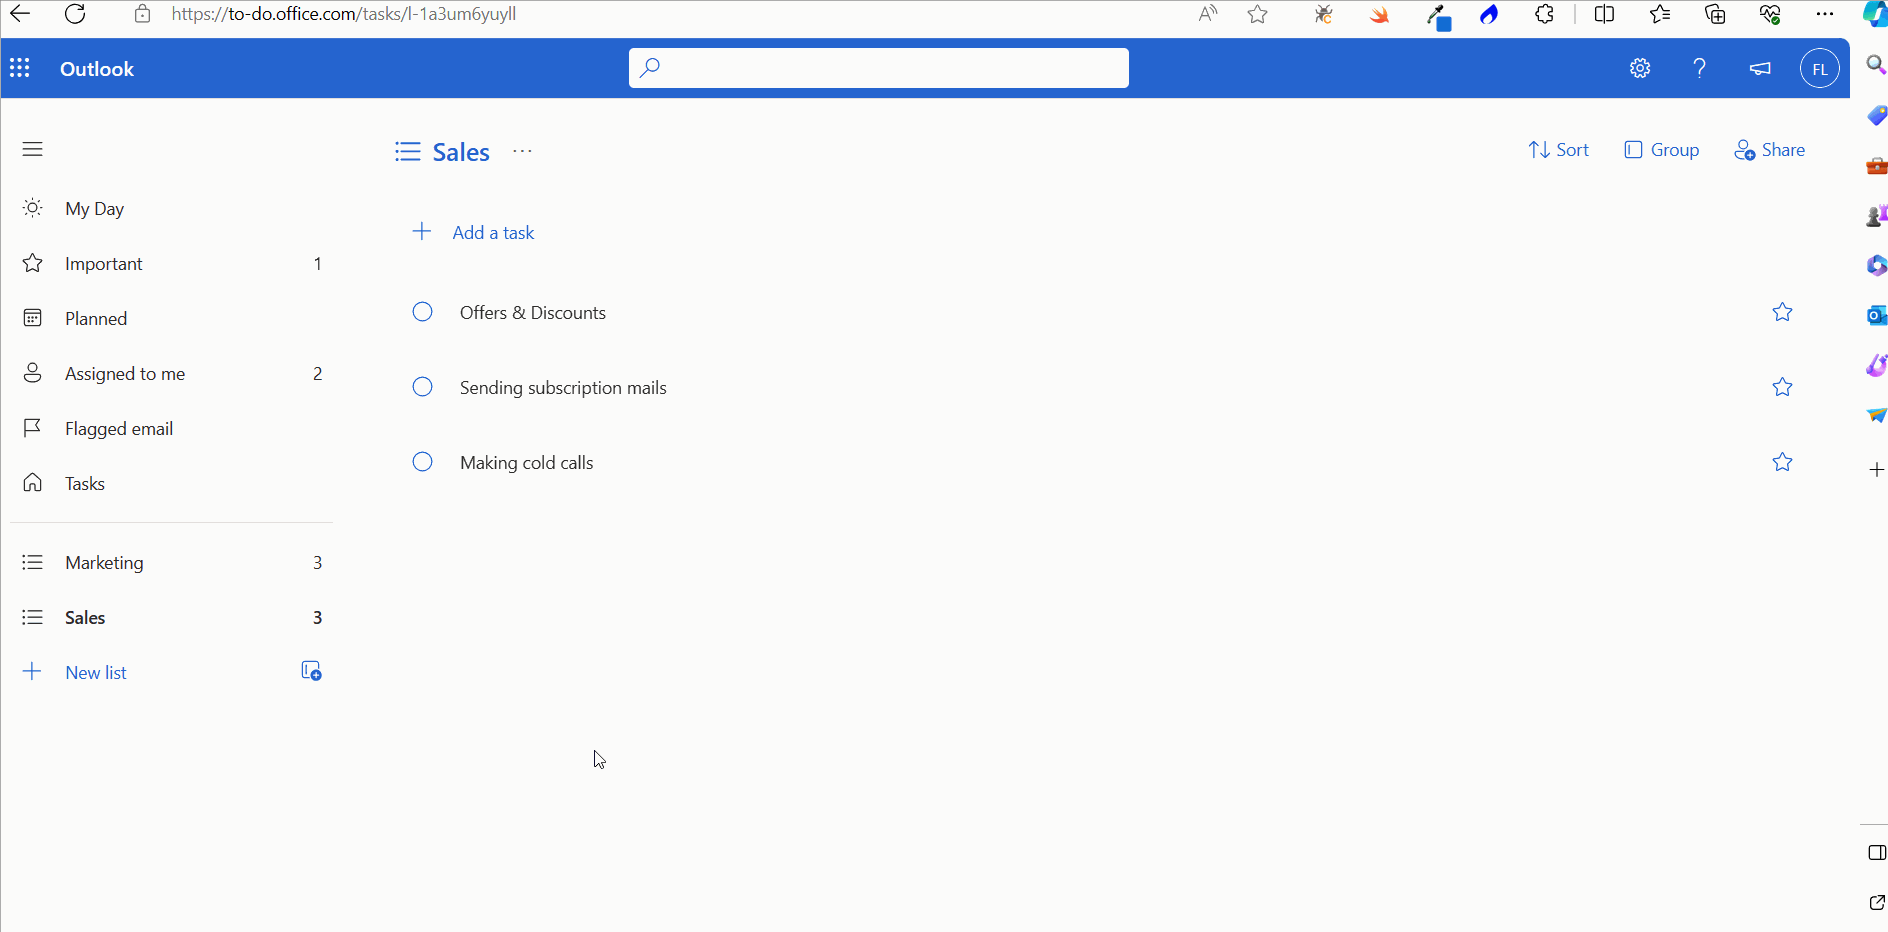 https://to-do.office.com/tasks/l-1a3um6yuyll
Outlook
FL
Sales
Sort
Group
Share
My Day
Important 1
Planned
Assigned to me 2
Flagged email
Tasks
Marketing 3
Sales 3
New list
Add a task
Offers & Discounts
Sending subscription mails
Making cold calls